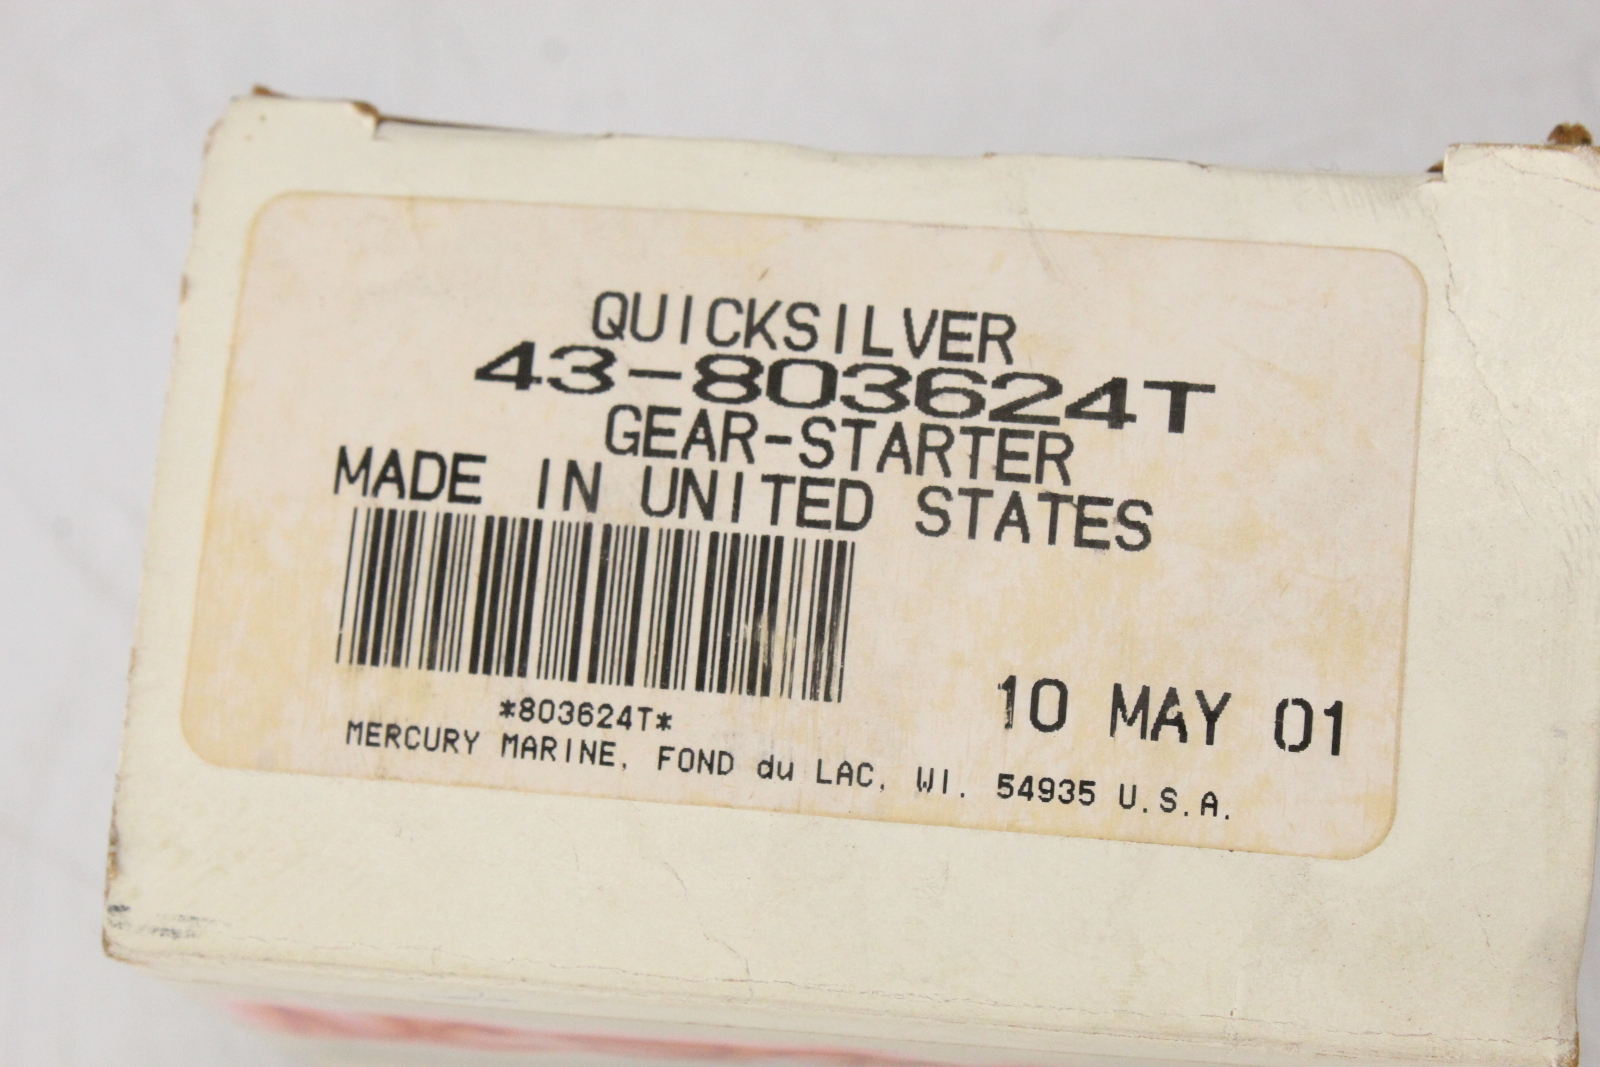 QUICKSILVER
43-803624T
GEAR-STARTER
MADE IN UNITED STATES
*803624T*
10 MAY 01
MERCURY MARINE, FOND du LAC, WI. 54935 U.S.A.